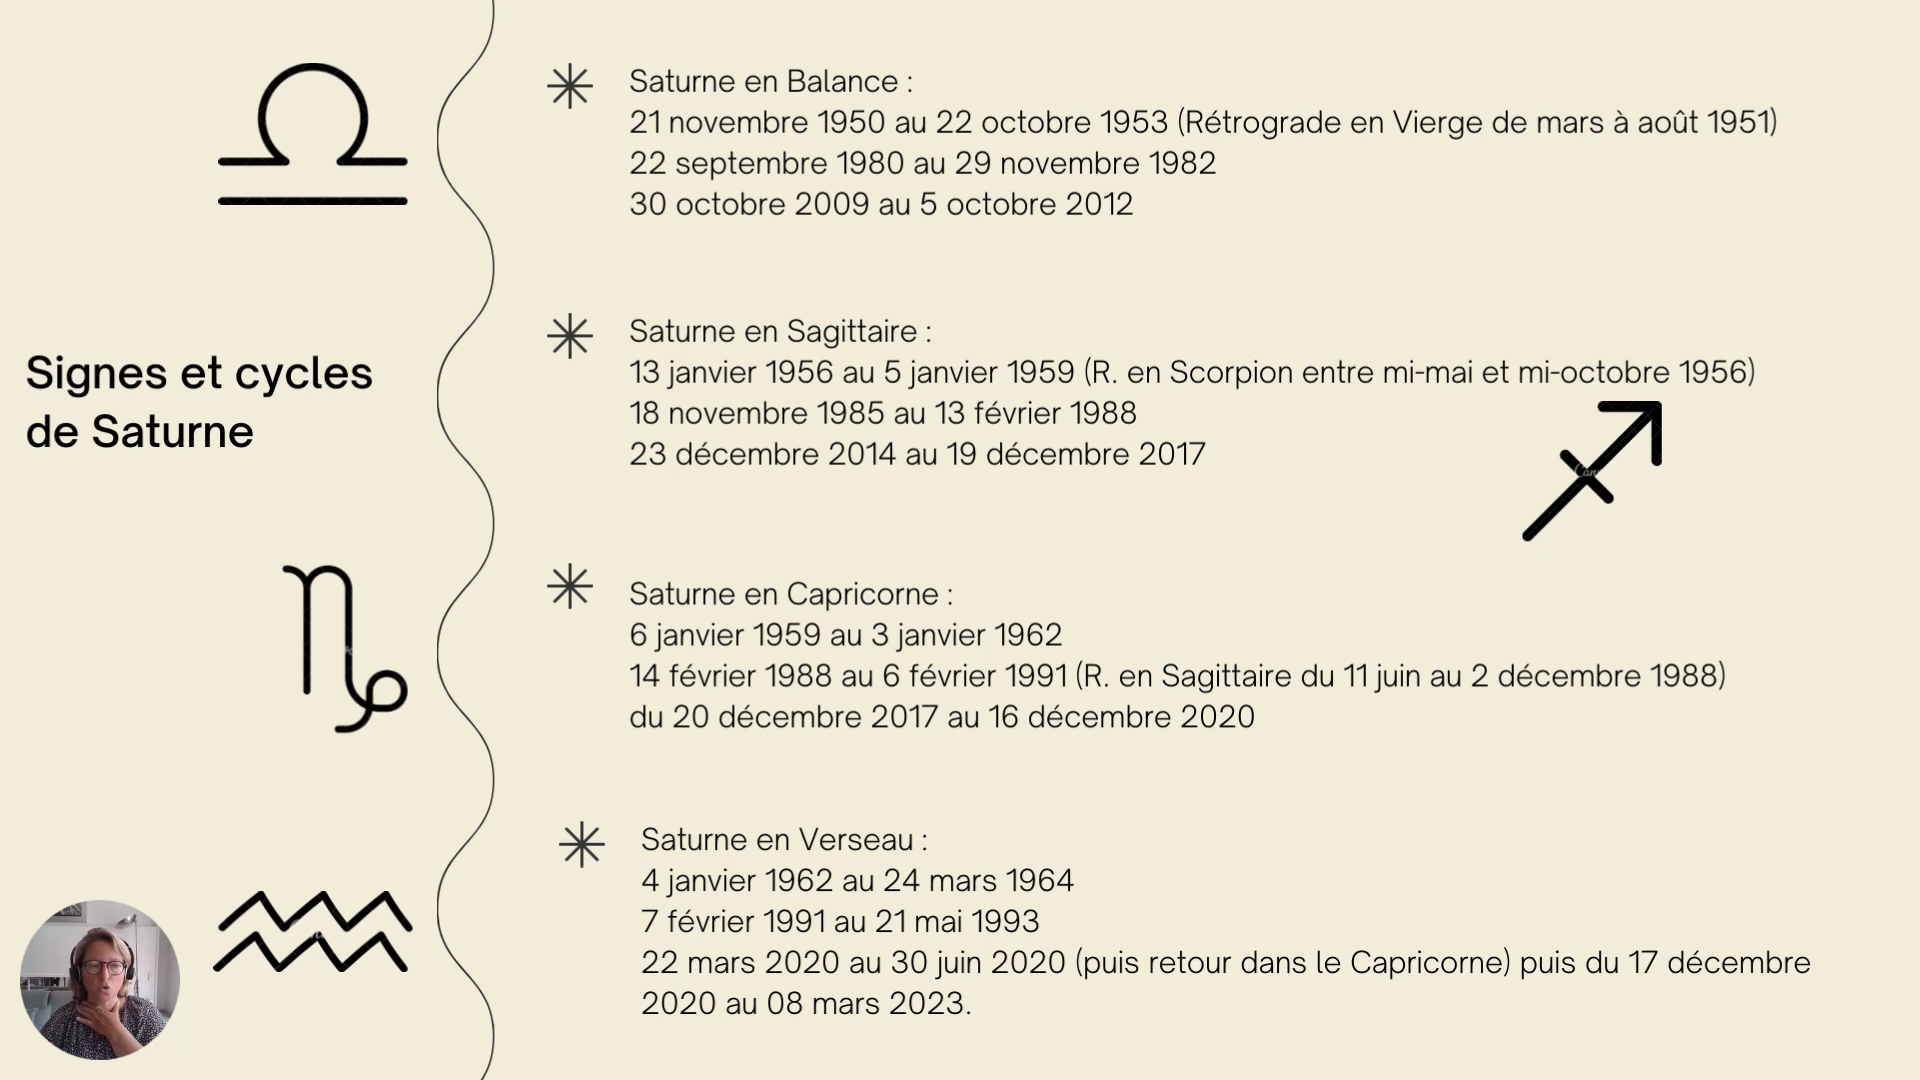 Saturne en Balance :
21 novembre 1950 au 22 octobre 1953 (Rétrograde en Vierge de mars à août 1951)
22 septembre 1980 au 29 novembre 1982
30 octobre 2009 au 5 octobre 2012
Signes et cycles
de Saturne
Saturne en Sagittaire :
13 janvier 1956 au 5 janvier 1959 (R. en Scorpion entre mi-mai et mi-octobre 1956)
18 novembre 1985 au 13 février 1988
23 décembre 2014 au 19 décembre 2017
Saturne en Capricorne :
6 janvier 1959 au 3 janvier 1962
14 février 1988 au 6 février 1991 (R. en Sagittaire du 11 juin au 2 décembre 1988)
du 20 décembre 2017 au 16 décembre 2020
Saturne en Verseau :
4 janvier 1962 au 24 mars 1964
7 février 1991 au 21 mai 1993
22 mars 2020 au 30 juin 2020 (puis retour dans le Capricorne) puis du 17 décembre
2020 au 08 mars 2023.